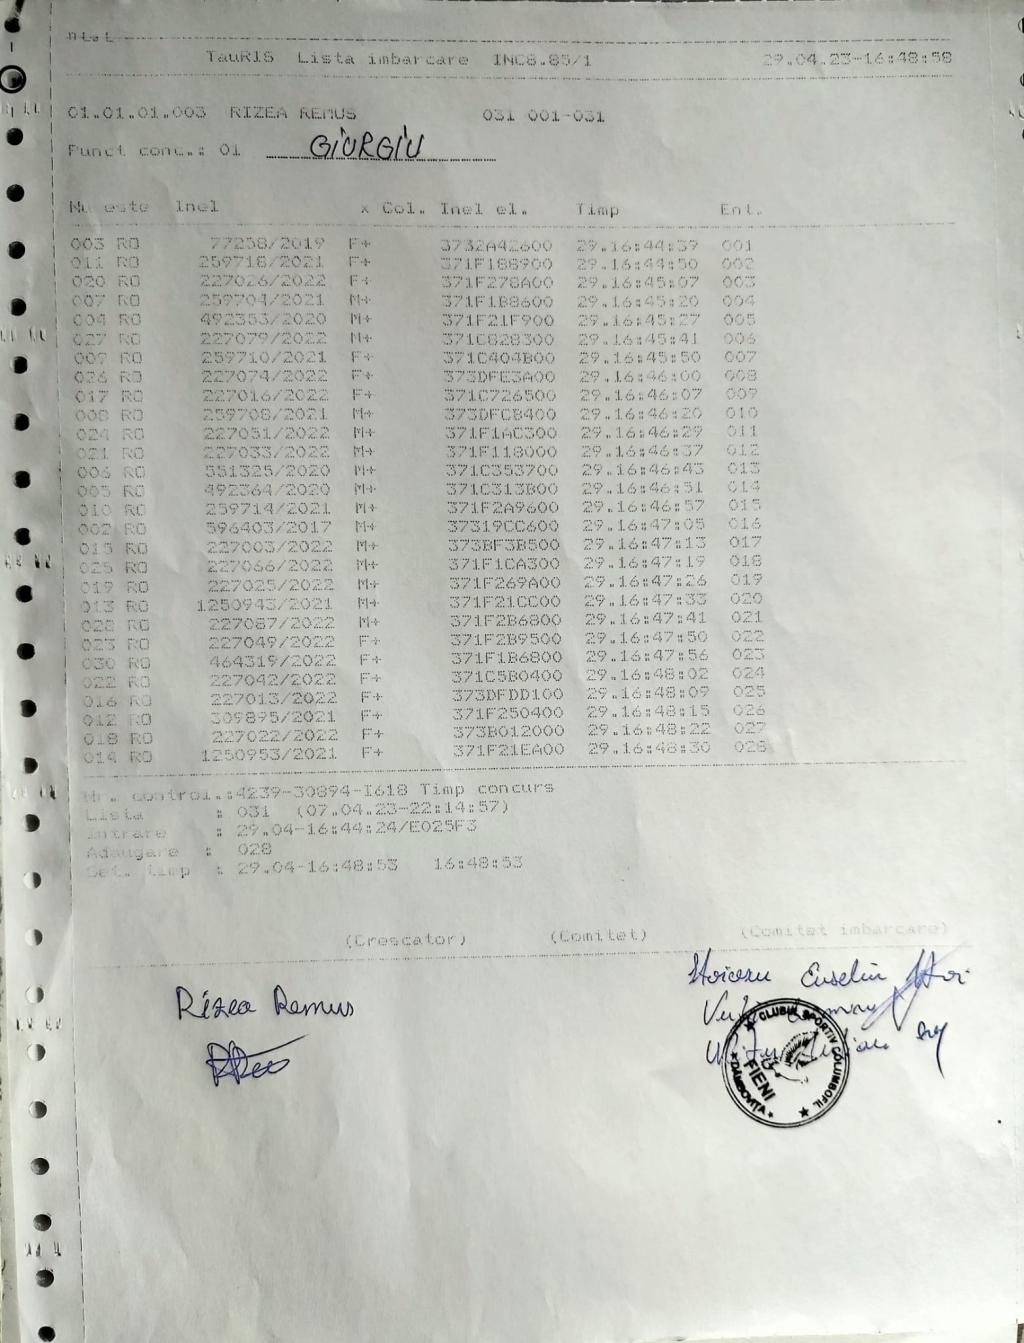 TauRIS Lista imbarcare INC8.85/1 29.04.23-16:48:58
01.01.01.003 RIZEA REMUS 031 001-031
Punct conc.: 01 GIURGIU
Nu este Inel x Col. Inel el. Timp Ent.
003 RO 77258/2019 F+ 3732A42600 29.16:44:39 001
011 RO 259718/2021 F+ 371F188900 29.16:44:50 002
020 RO 227026/2022 F+ 371F278A00 29.16:45:07 003
007 RO 259704/2021 M+ 371F1B8600 29.16:45:20 004
004 RO 492353/2020 M+ 371F21F900 29.16:45:27 005
027 RO 227079/2022 M+ 371C828300 29.16:45:41 006
009 RO 259710/2021 F+ 371C404B00 29.16:45:50 007
026 RO 227074/2022 F+ 373DFE3A00 29.16:46:00 008
017 RO 227016/2022 F+ 371C726500 29.16:46:07 009
008 RO 259708/2021 M+ 373DFCB400 29.16:46:20 010
024 RO 227051/2022 M+ 371F1AC300 29.16:46:29 011
021 RO 227033/2022 M+ 371F118000 29.16:46:37 012
006 RO 551325/2020 M+ 371C353700 29.16:46:43 013
005 RO 492364/2020 M+ 371C313B00 29.16:46:51 014
010 RO 259714/2021 M+ 371F2A9600 29.16:46:57 015
002 RO 596403/2017 M+ 37319CC600 29.16:47:05 016
015 RO 227003/2022 M+ 373BF3B500 29.16:47:13 017
025 RO 227066/2022 M+ 371F1CA300 29.16:47:19 018
019 RO 227025/2022 M+ 371F269A00 29.16:47:26 019
013 RO 1250943/2021 M+ 371F21CC00 29.16:47:33 020
028 RO 227087/2022 M+ 371F2B6800 29.16:47:41 021
023 RO 227049/2022 F+ 371F2B9500 29.16:47:50 022
030 RO 464319/2022 F+ 371F1B6800 29.16:47:56 023
022 RO 227042/2022 F+ 371C5B0400 29.16:48:02 024
016 RO 227013/2022 F+ 373DFDD100 29.16:48:09 025
012 RO 309895/2021 F+ 371F250400 29.16:48:15 026
018 RO 227022/2022 F+ 373B012000 29.16:48:22 027
014 RO 1250953/2021 F+ 371F21EA00 29.16:48:30 028
Nr. control.:4239-30894-I618 Timp concurs
Lista : 031 (07.04.23-22:14:57)
Intrare : 29.04-16:44:24/E025F3
Adaugare : 028
Set. timp : 29.04-16:48:53 16:48:53
(Crescator) (Comitet) (Comitet imbarcare)
Rizea Remus
CLUBUL SPORTIV COLUMBOFIL
FIENI
DÂMBOVIȚA